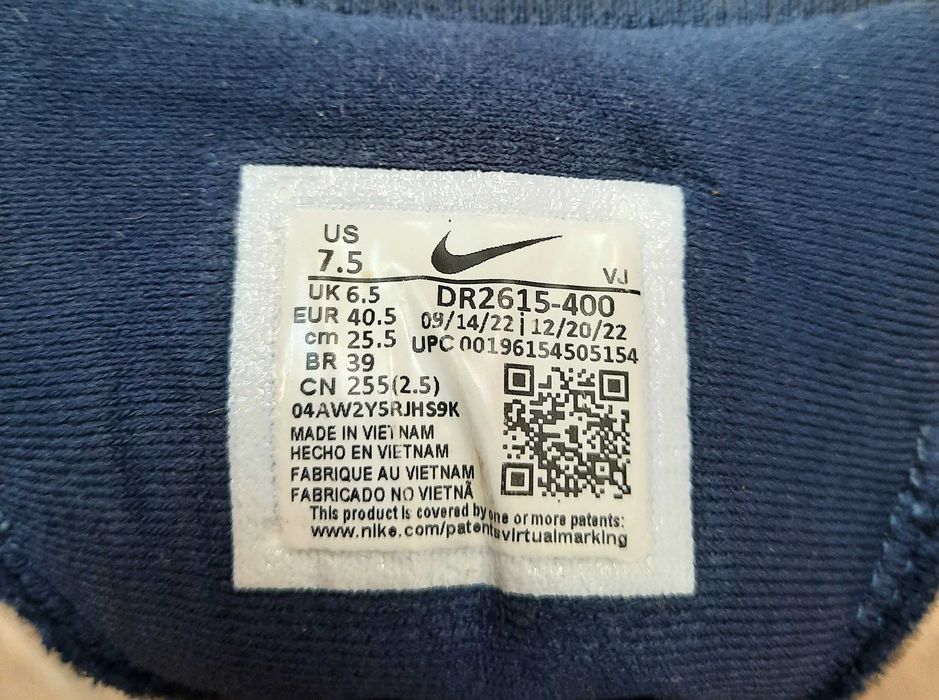 US
7.5
VJ
UK 6.5
DR2615-400
EUR 40.5
09/14/22 | 12/20/22
cm 25.5
UPC 00196154505154
BR 39
CN 255(2.5)
04AW2Y5RJHS9K
MADE IN VIETNAM
HECHO EN VIETNAM
FABRIQUE AU VIETNAM
FABRICADO NO VIETNÃ
This product is covered by one or more patents:
www.nike.com/patentsvirtualmarking